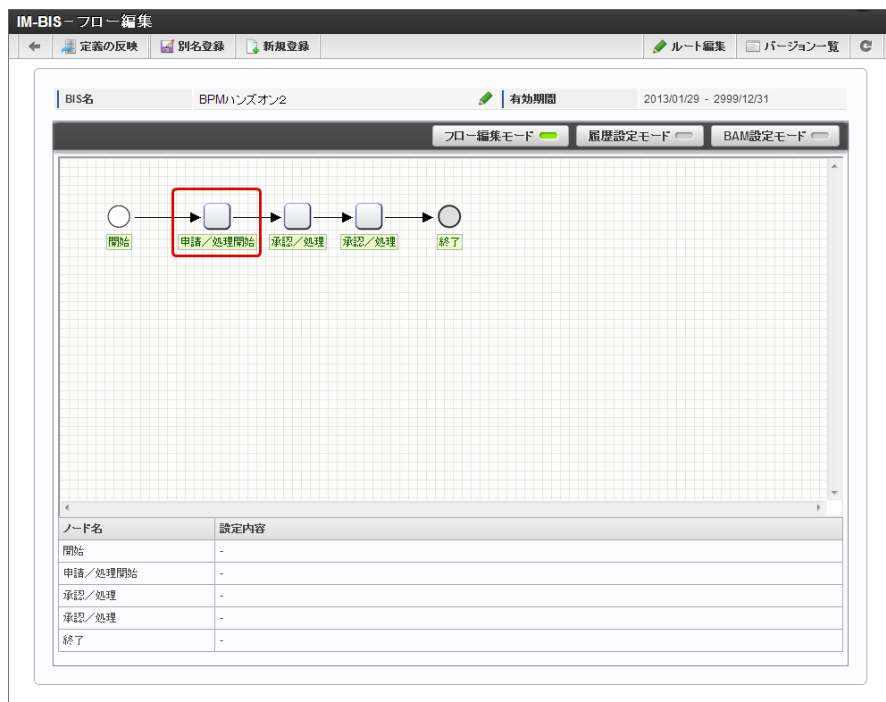 IM-BIS－フロー編集
定義の反映 別名登録 新規登録 ルート編集 バージョン一覧
BIS名 BPMハンズオン2 有効期間 2013/01/29 - 2999/12/31
フロー編集モード 履歴設定モード BAM設定モード
開始 申請／処理開始 承認／処理 承認／処理 終了
ノード名 設定内容
開始 -
申請／処理開始 -
承認／処理 -
承認／処理 -
終了 -